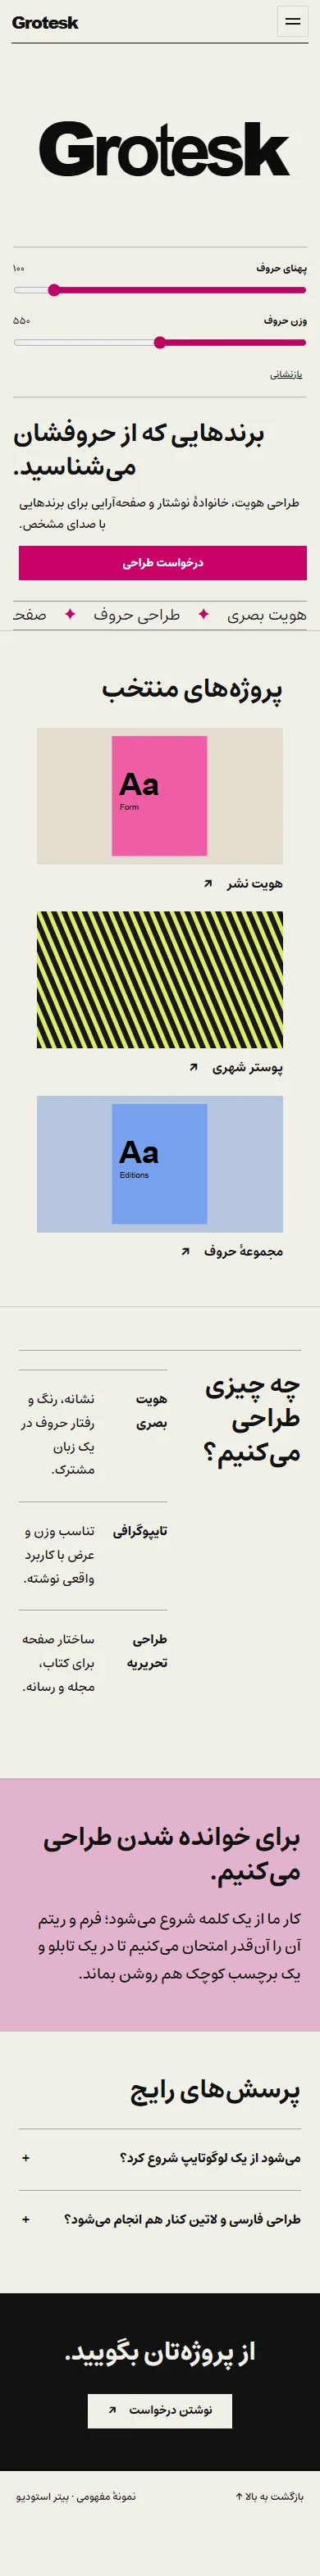 Grotesk
Grotesk
پهنای حروف ۱۰۰
وزن حروف ۵۵۰
بازنشانی
برندهایی که از حروفشان
می‌شناسید.
طراحی هویت، خانوادهٔ نوشتار و صفحه‌آرایی برای برندهایی
با صدای مشخص.
درخواست طراحی
هویت بصری ✦ طراحی حروف ✦ صفحـ
پروژه‌های منتخب
Aa
Form
هویت نشر ↗
پوستر شهری ↗
Aa
Editions
مجموعهٔ حروف ↗
چه چیزی
طراحی
می‌کنیم؟
هویت
بصری
نشانه، رنگ و
رفتار حروف در
یک زبان
مشترک.
تایپوگرافی
تناسب وزن و
عرض با کاربرد
واقعی نوشته.
طراحی
تحریریه
ساختار صفحه
برای کتاب،
مجله و رسانه.
برای خوانده شدن طراحی
می‌کنیم.
کار ما از یک کلمه شروع می‌شود؛ فرم و ریتم
آن را آن‌قدر امتحان می‌کنیم تا در یک تابلو و
یک برچسب کوچک هم روشن بماند.
پرسش‌های رایج
می‌شود از یک لوگوتایپ شروع کرد؟ +
طراحی فارسی و لاتین کنار هم انجام می‌شود؟ +
از پروژه‌تان بگویید.
نوشتن درخواست ↗
بازگشت به بالا ↑
نمونهٔ مفهومی · بیتر استودیو